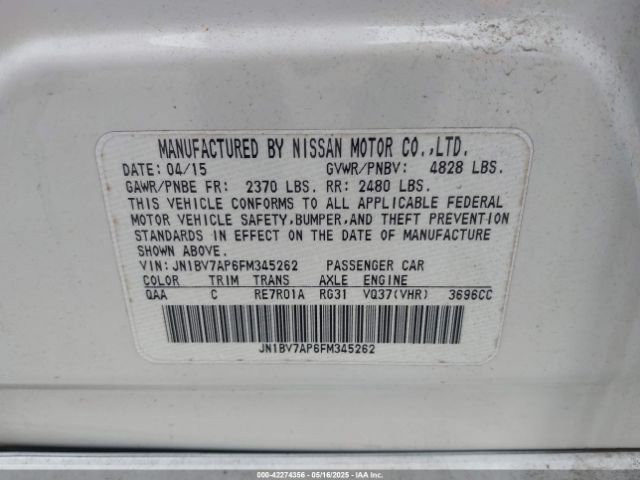 MANUFACTURED BY NISSAN MOTOR CO.,LTD.
DATE: 04/15 GVWR/PNBV: 4828 LBS.
GAWR/PNBE FR: 2370 LBS. RR: 2480 LBS.
THIS VEHICLE CONFORMS TO ALL APPLICABLE FEDERAL
MOTOR VEHICLE SAFETY,BUMPER,AND THEFT PREVENTION
STANDARDS IN EFFECT ON THE DATE OF MANUFACTURE
SHOWN ABOVE.
VIN: JN1BV7AP6FM345262 PASSENGER CAR
COLOR TRIM TRANS AXLE ENGINE
QAA C RE7R01A RG31 VQ37(VHR) 3696CC
JN1BV7AP6FM345262
000-42274356 - 05/16/2025 - IAAI.COM